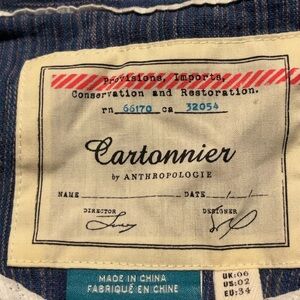 Provisions, Imports,
Conservation and Restoration.
rn 66170 ca 32054
Cartonnier
by ANTHROPOLOGIE
NAME DATE / /
DIRECTOR DESIGNER
MADE IN CHINA
FABRIQUÉ EN CHINE
UK:06
US:02
EU:34